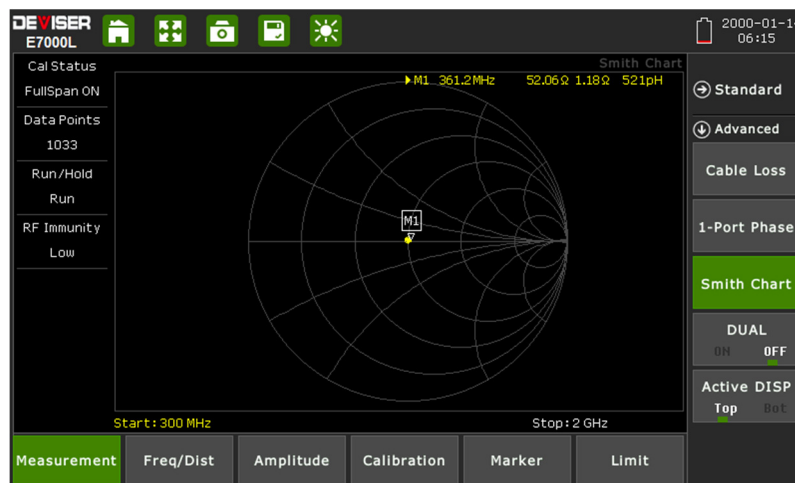 DEVISER
E7000L
2000-01-1
06:15
Cal Status
FullSpan ON
Data Points
1033
Run/Hold
Run
RF Immunity
Low
Smith Chart
M1 361.2MHz 52.06Ω 1.18Ω 521pH
M1
Start:300 MHz
Stop:2 GHz
Standard
Advanced
Cable Loss
1-Port Phase
Smith Chart
DUAL
ON OFF
Active DISP
Top Bot
Measurement
Freq/Dist
Amplitude
Calibration
Marker
Limit